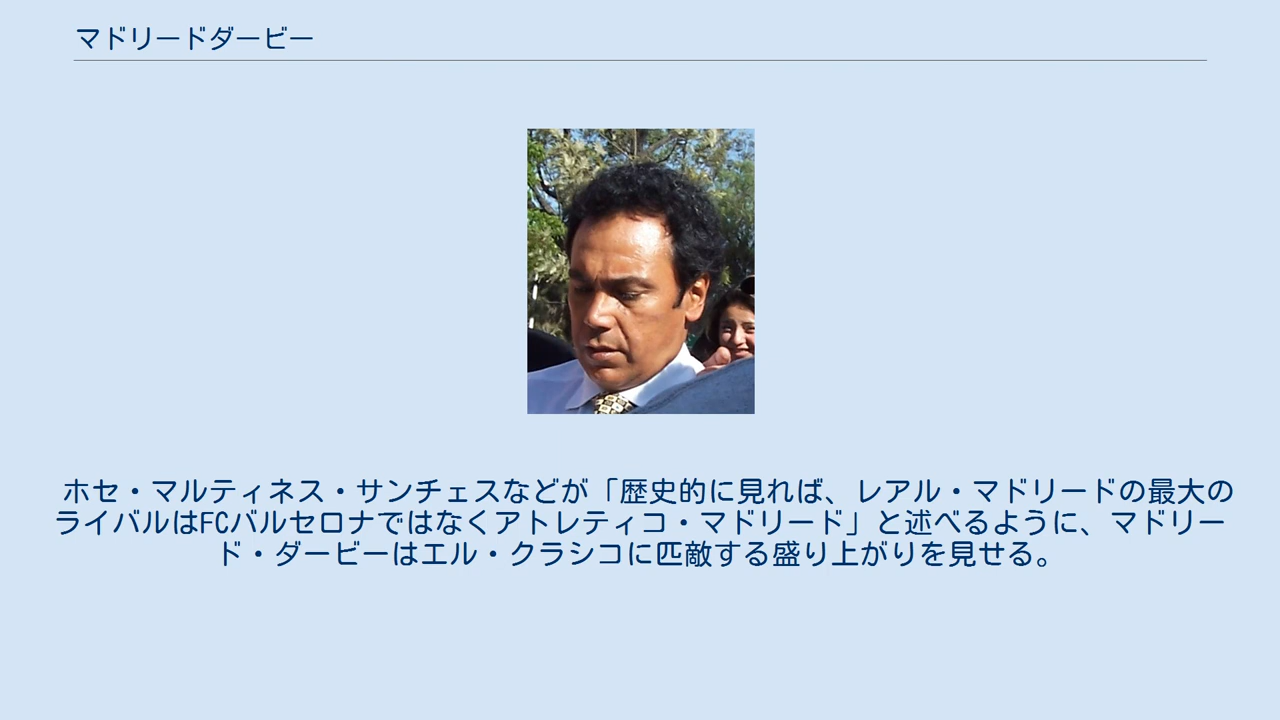 マドリードダービー
ホセ・マルティネス・サンチェスなどが「歴史的に見れば、レアル・マドリードの最大の
ライバルはFCバルセロナではなくアトレティコ・マドリード」と述べるように、マドリー
ド・ダービーはエル・クラシコに匹敵する盛り上がりを見せる。